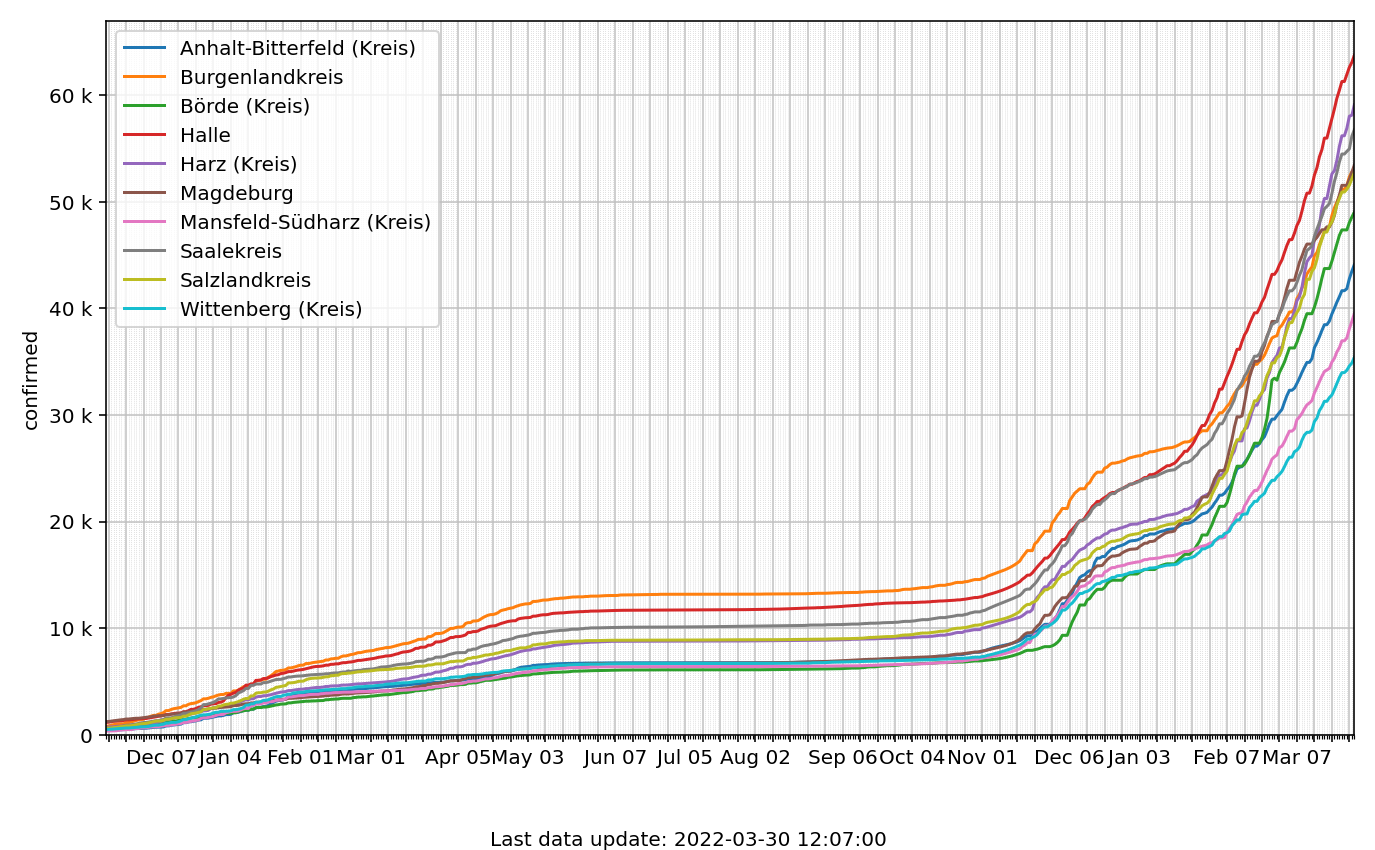 Anhalt-Bitterfeld (Kreis)
Burgenlandkreis
Börde (Kreis)
Halle
Harz (Kreis)
Magdeburg
Mansfeld-Südharz (Kreis)
Saalekreis
Salzlandkreis
Wittenberg (Kreis)
confirmed
60 k
50 k
40 k
30 k
20 k
10 k
0
Dec 07 Jan 04 Feb 01 Mar 01 Apr 05 May 03 Jun 07 Jul 05 Aug 02 Sep 06 Oct 04 Nov 01 Dec 06 Jan 03 Feb 07 Mar 07
Last data update: 2022-03-30 12:07:00